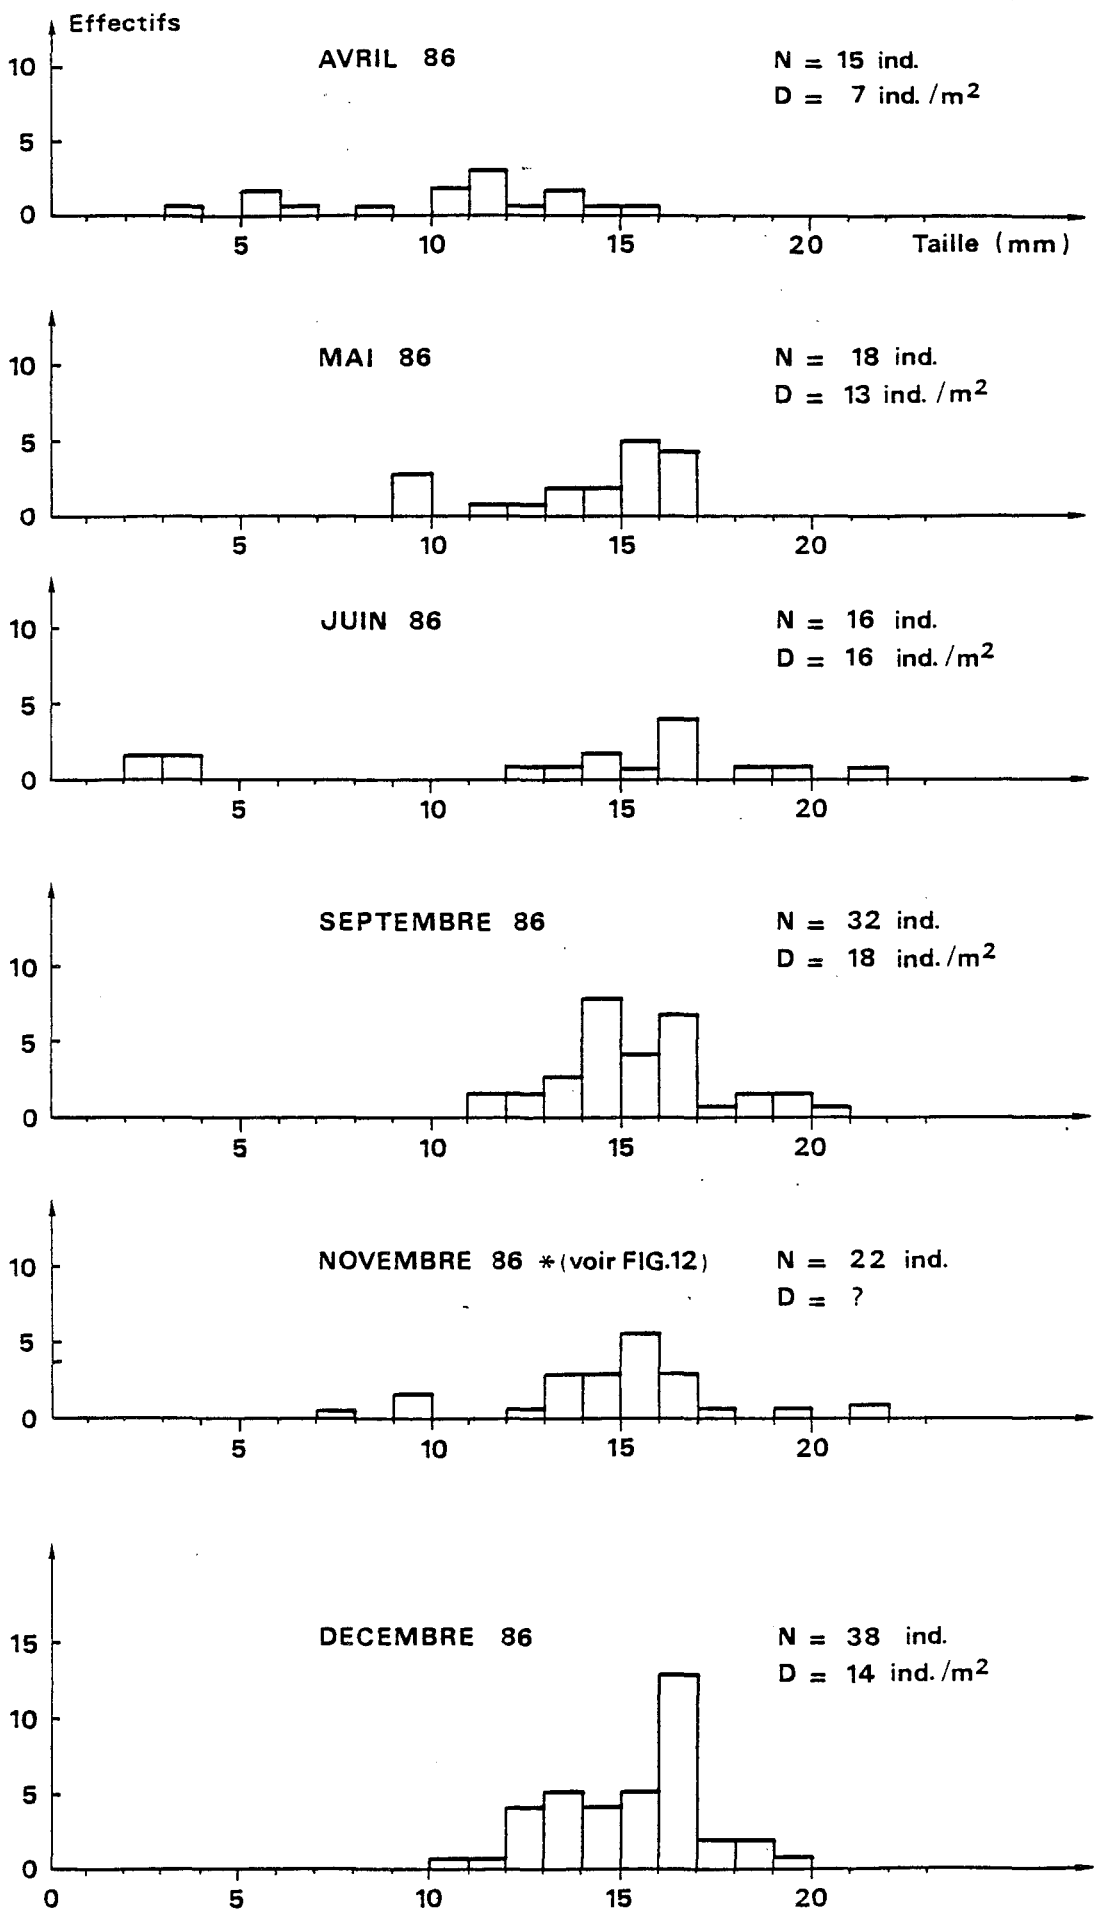 Effectifs
AVRIL 86
N = 15 ind.
D = 7 ind./m²
10
5
0
5 10 15 20 Taille (mm)
MAI 86
N = 18 ind.
D = 13 ind./m²
10
5
0
5 10 15 20
JUIN 86
N = 16 ind.
D = 16 ind./m²
10
5
0
5 10 15 20
SEPTEMBRE 86
N = 32 ind.
D = 18 ind./m²
10
5
0
5 10 15 20
NOVEMBRE 86 * (voir FIG.12)
N = 22 ind.
D = ?
10
5
0
5 10 15 20
DECEMBRE 86
N = 38 ind.
D = 14 ind./m²
15
10
5
0
0 5 10 15 20